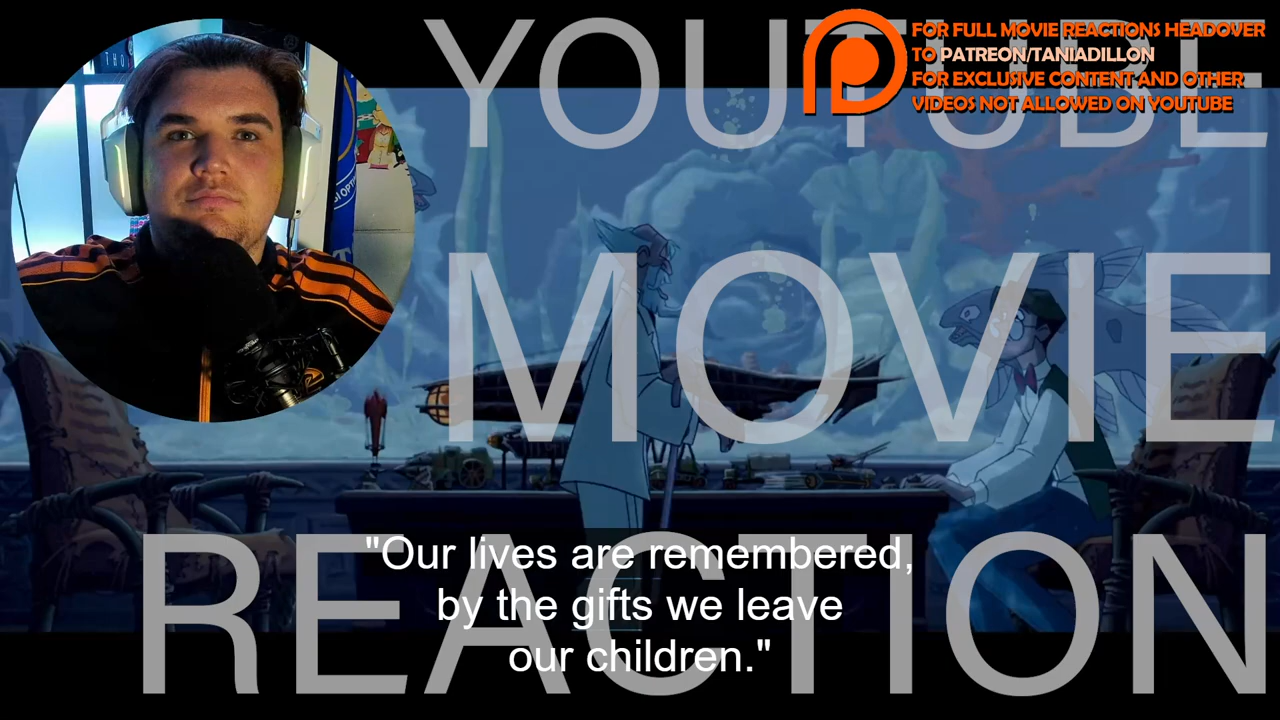 YOUTUBE
MOVIE
REACTION
FOR FULL MOVIE REACTIONS HEADOVER
TO PATREON/TANIADILLON
FOR EXCLUSIVE CONTENT AND OTHER
VIDEOS NOT ALLOWED ON YOUTUBE
"Our lives are remembered,
by the gifts we leave
our children."